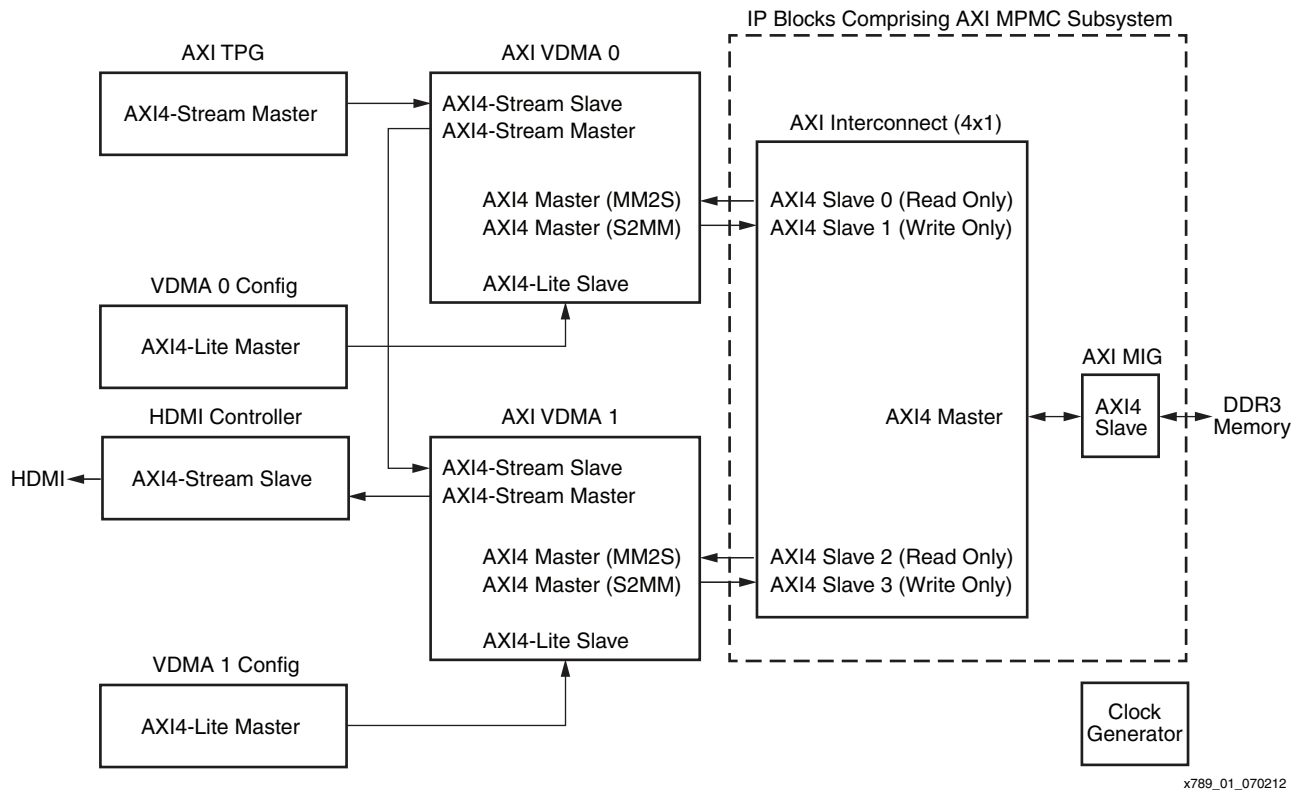 IP Blocks Comprising AXI MPMC Subsystem
AXI TPG
AXI4-Stream Master
AXI VDMA 0
AXI4-Stream Slave
AXI4-Stream Master
AXI4 Master (MM2S)
AXI4 Master (S2MM)
AXI4-Lite Slave
AXI Interconnect (4x1)
AXI4 Slave 0 (Read Only)
AXI4 Slave 1 (Write Only)
AXI4 Master
AXI4 Slave 2 (Read Only)
AXI4 Slave 3 (Write Only)
AXI MIG
AXI4
Slave
DDR3
Memory
VDMA 0 Config
AXI4-Lite Master
HDMI Controller
HDMI
AXI4-Stream Slave
AXI VDMA 1
AXI4-Stream Slave
AXI4-Stream Master
AXI4 Master (MM2S)
AXI4 Master (S2MM)
AXI4-Lite Slave
VDMA 1 Config
AXI4-Lite Master
Clock
Generator
x789_01_070212